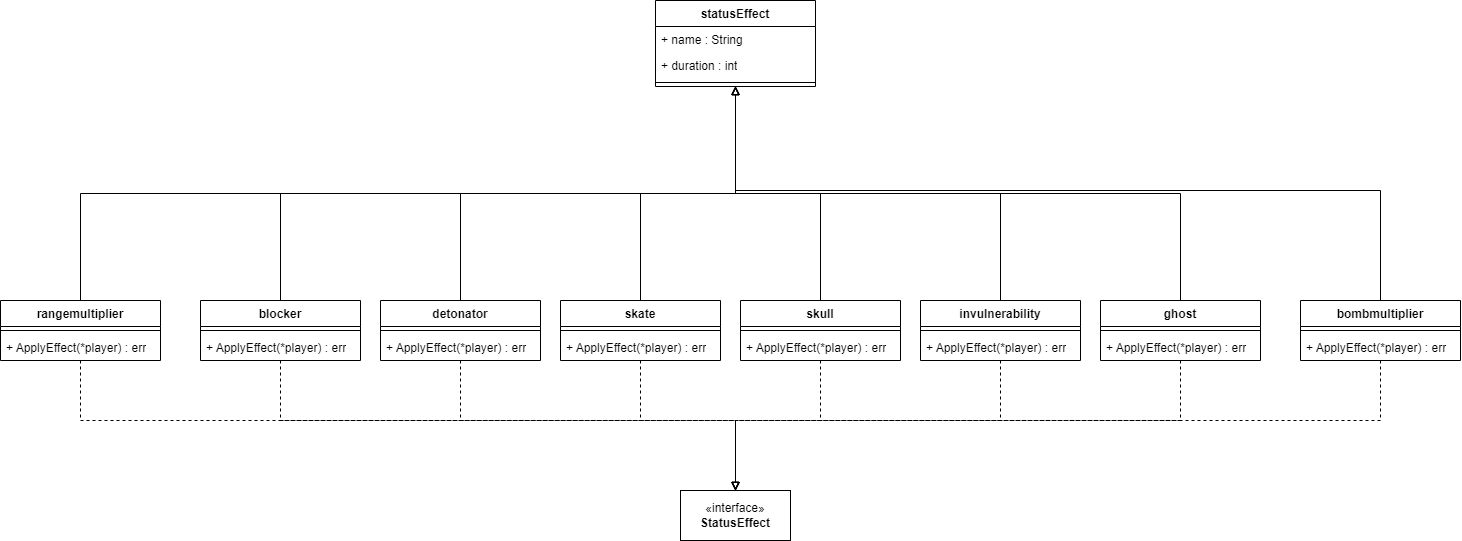 statusEffect
+ name : String
+ duration : int
rangemultiplier
+ ApplyEffect(*player) : err
blocker
+ ApplyEffect(*player) : err
detonator
+ ApplyEffect(*player) : err
skate
+ ApplyEffect(*player) : err
skull
+ ApplyEffect(*player) : err
invulnerability
+ ApplyEffect(*player) : err
ghost
+ ApplyEffect(*player) : err
bombmultiplier
+ ApplyEffect(*player) : err
«interface»
StatusEffect